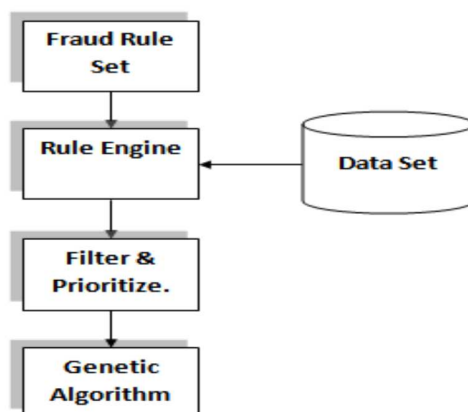 Fraud Rule
Set
Rule Engine
Data Set
Filter &
Prioritize.
Genetic
Algorithm